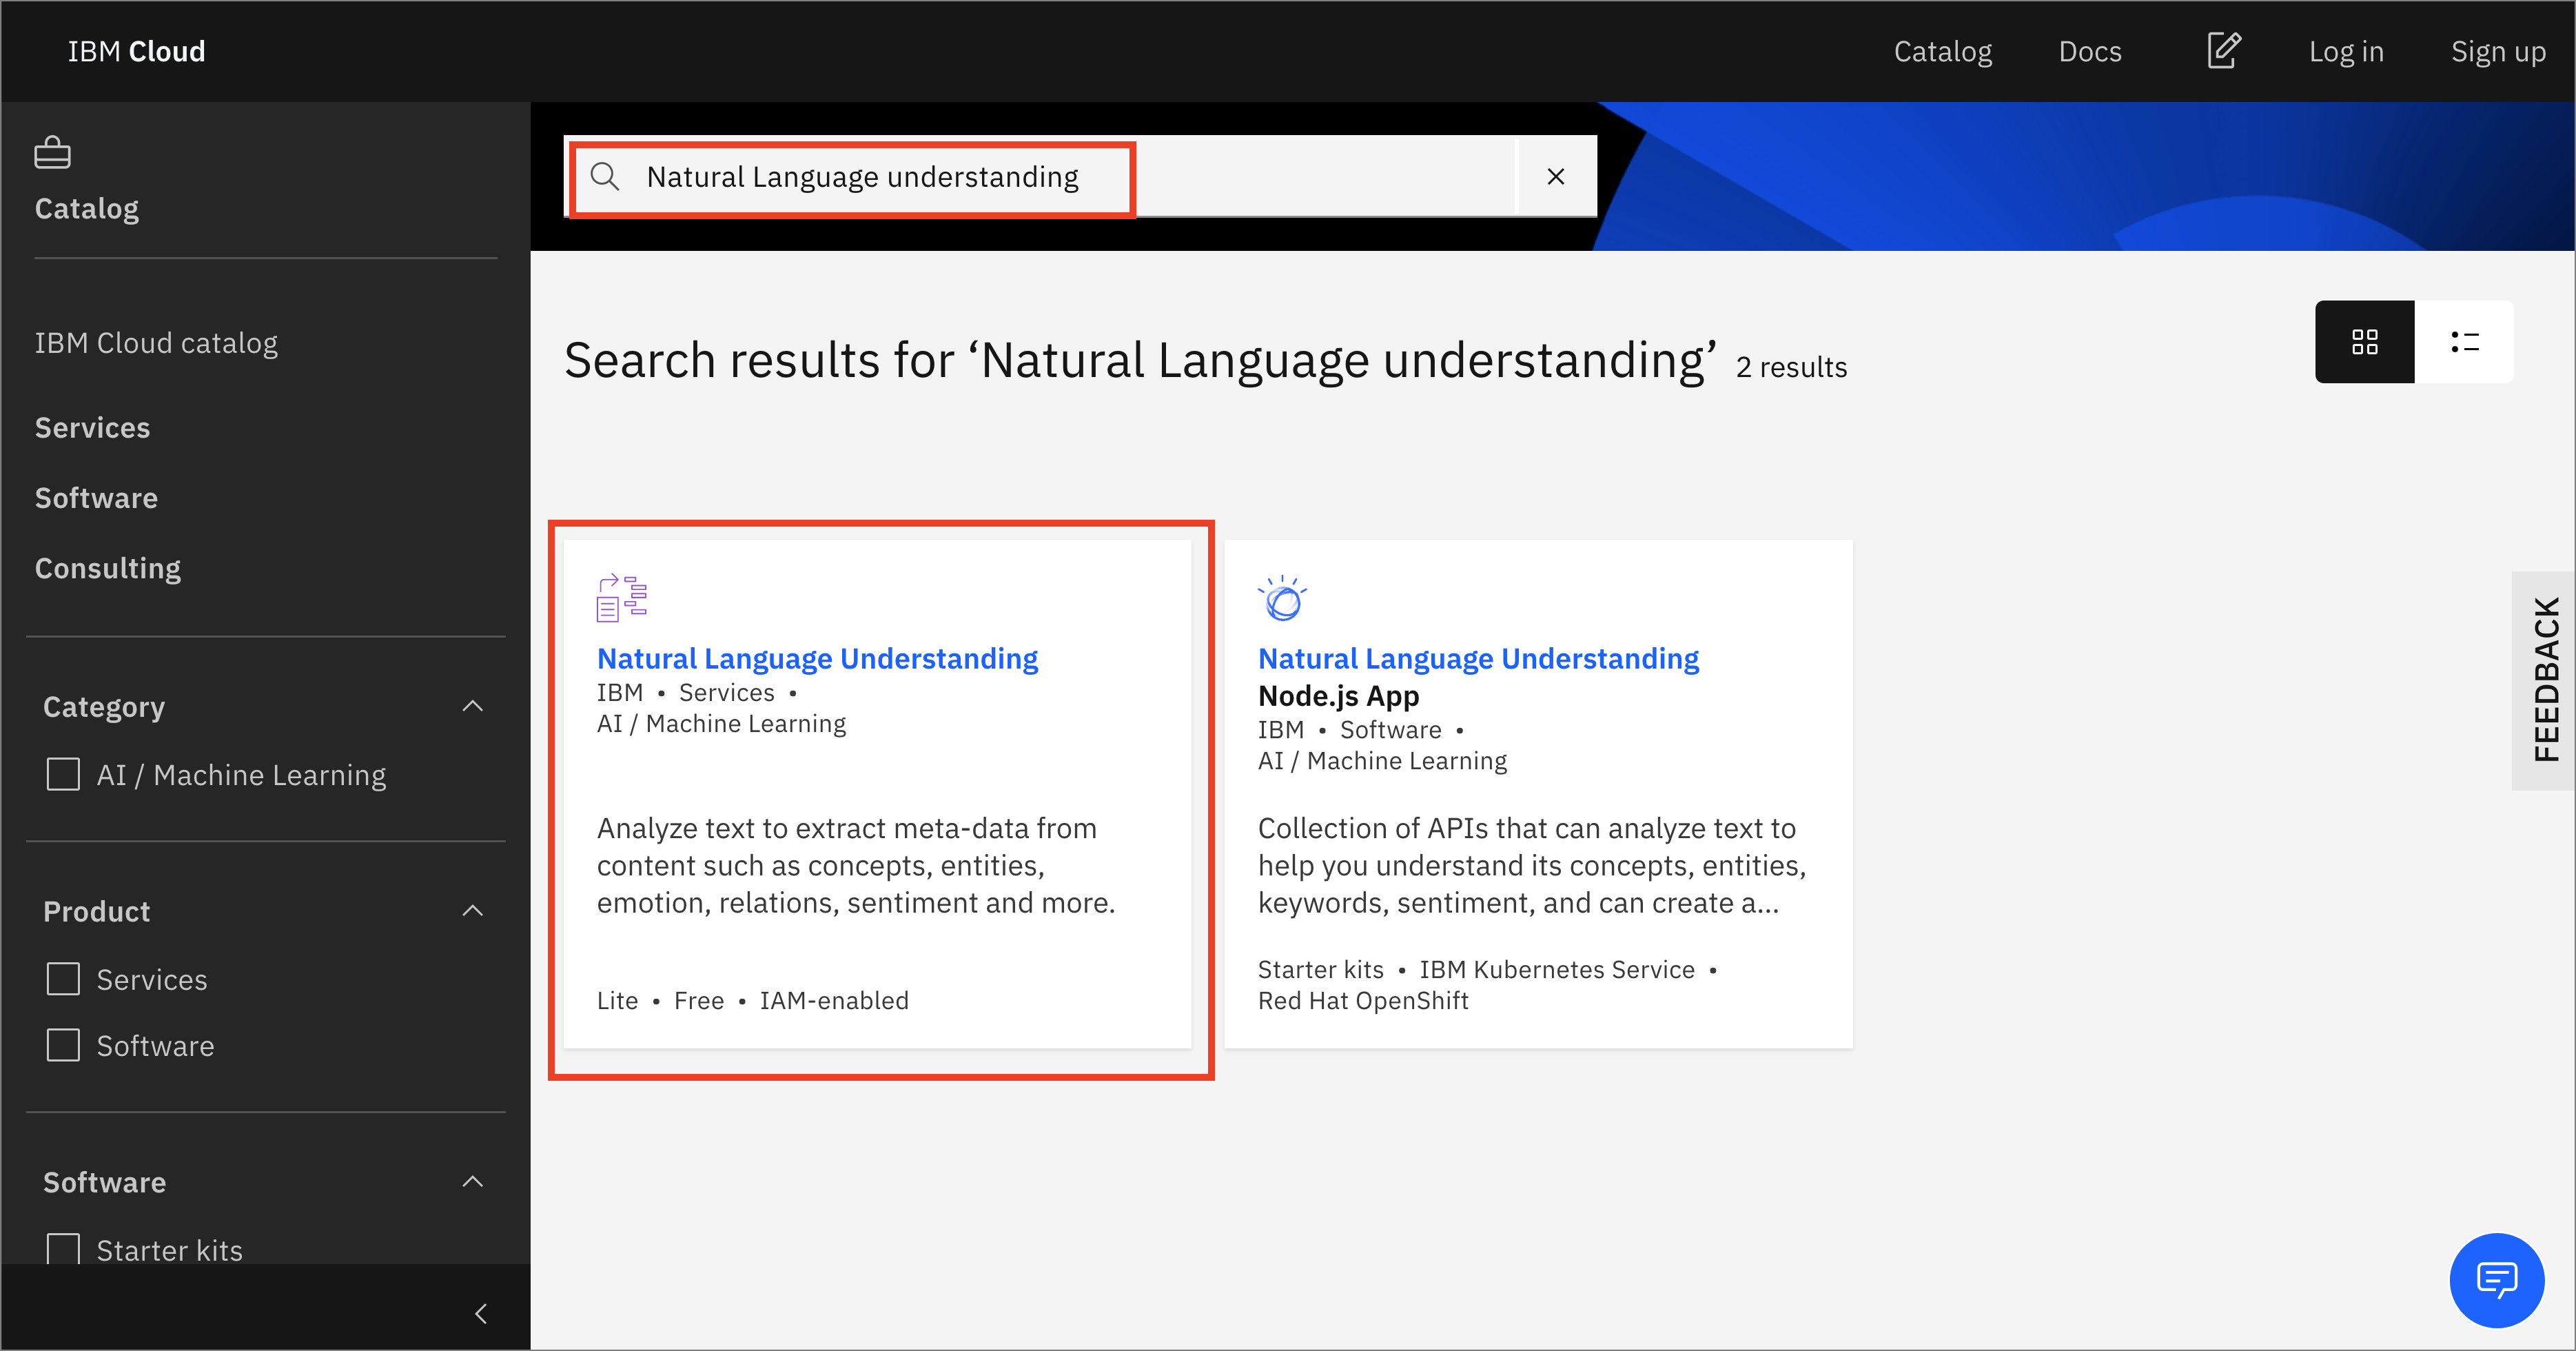 IBM Cloud
Catalog
Docs
Log in
Sign up
Catalog
IBM Cloud catalog
Services
Software
Consulting
Category
AI / Machine Learning
Product
Services
Software
Software
Starter kits
Natural Language understanding
Search results for ‘Natural Language understanding’ 2 results
Natural Language Understanding
IBM • Services •
AI / Machine Learning
Analyze text to extract meta-data from
content such as concepts, entities,
emotion, relations, sentiment and more.
Lite • Free • IAM-enabled
Natural Language Understanding
Node.js App
IBM • Software •
AI / Machine Learning
Collection of APIs that can analyze text to
help you understand its concepts, entities,
keywords, sentiment, and can create a...
Starter kits • IBM Kubernetes Service •
Red Hat OpenShift
FEEDBACK